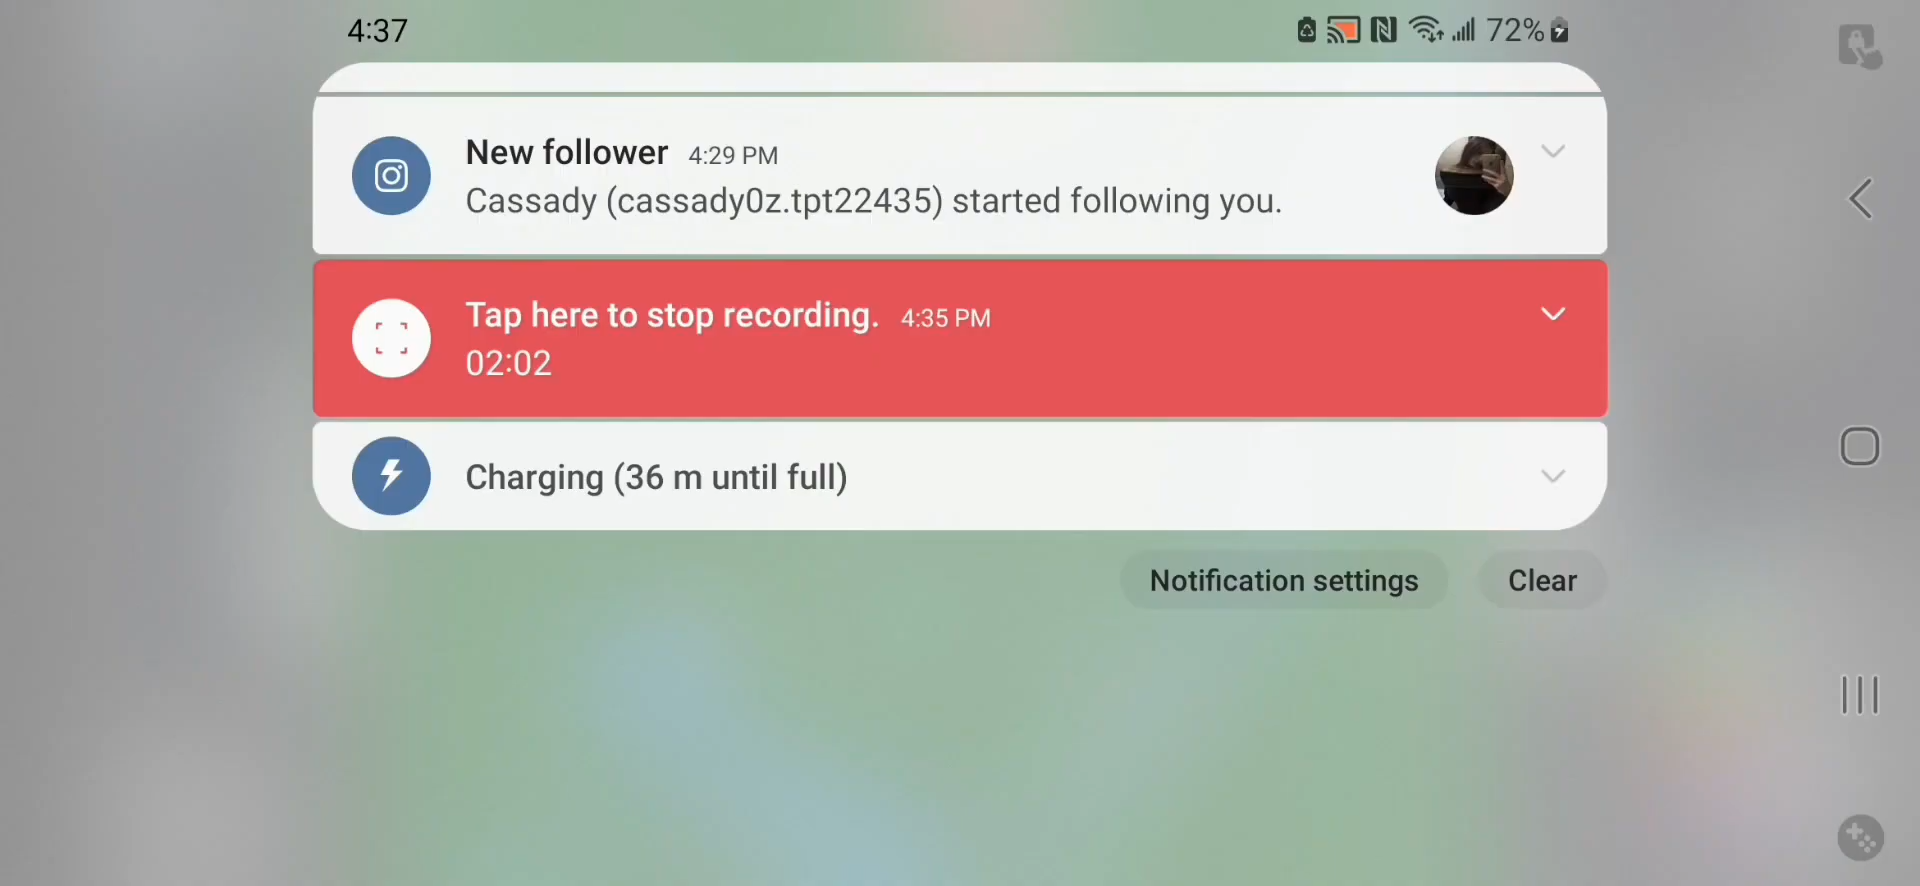 4:37
72%
New follower 4:29 PM
Cassady (cassady0z.tpt22435) started following you.
Tap here to stop recording. 4:35 PM
02:02
Charging (36 m until full)
Notification settings Clear